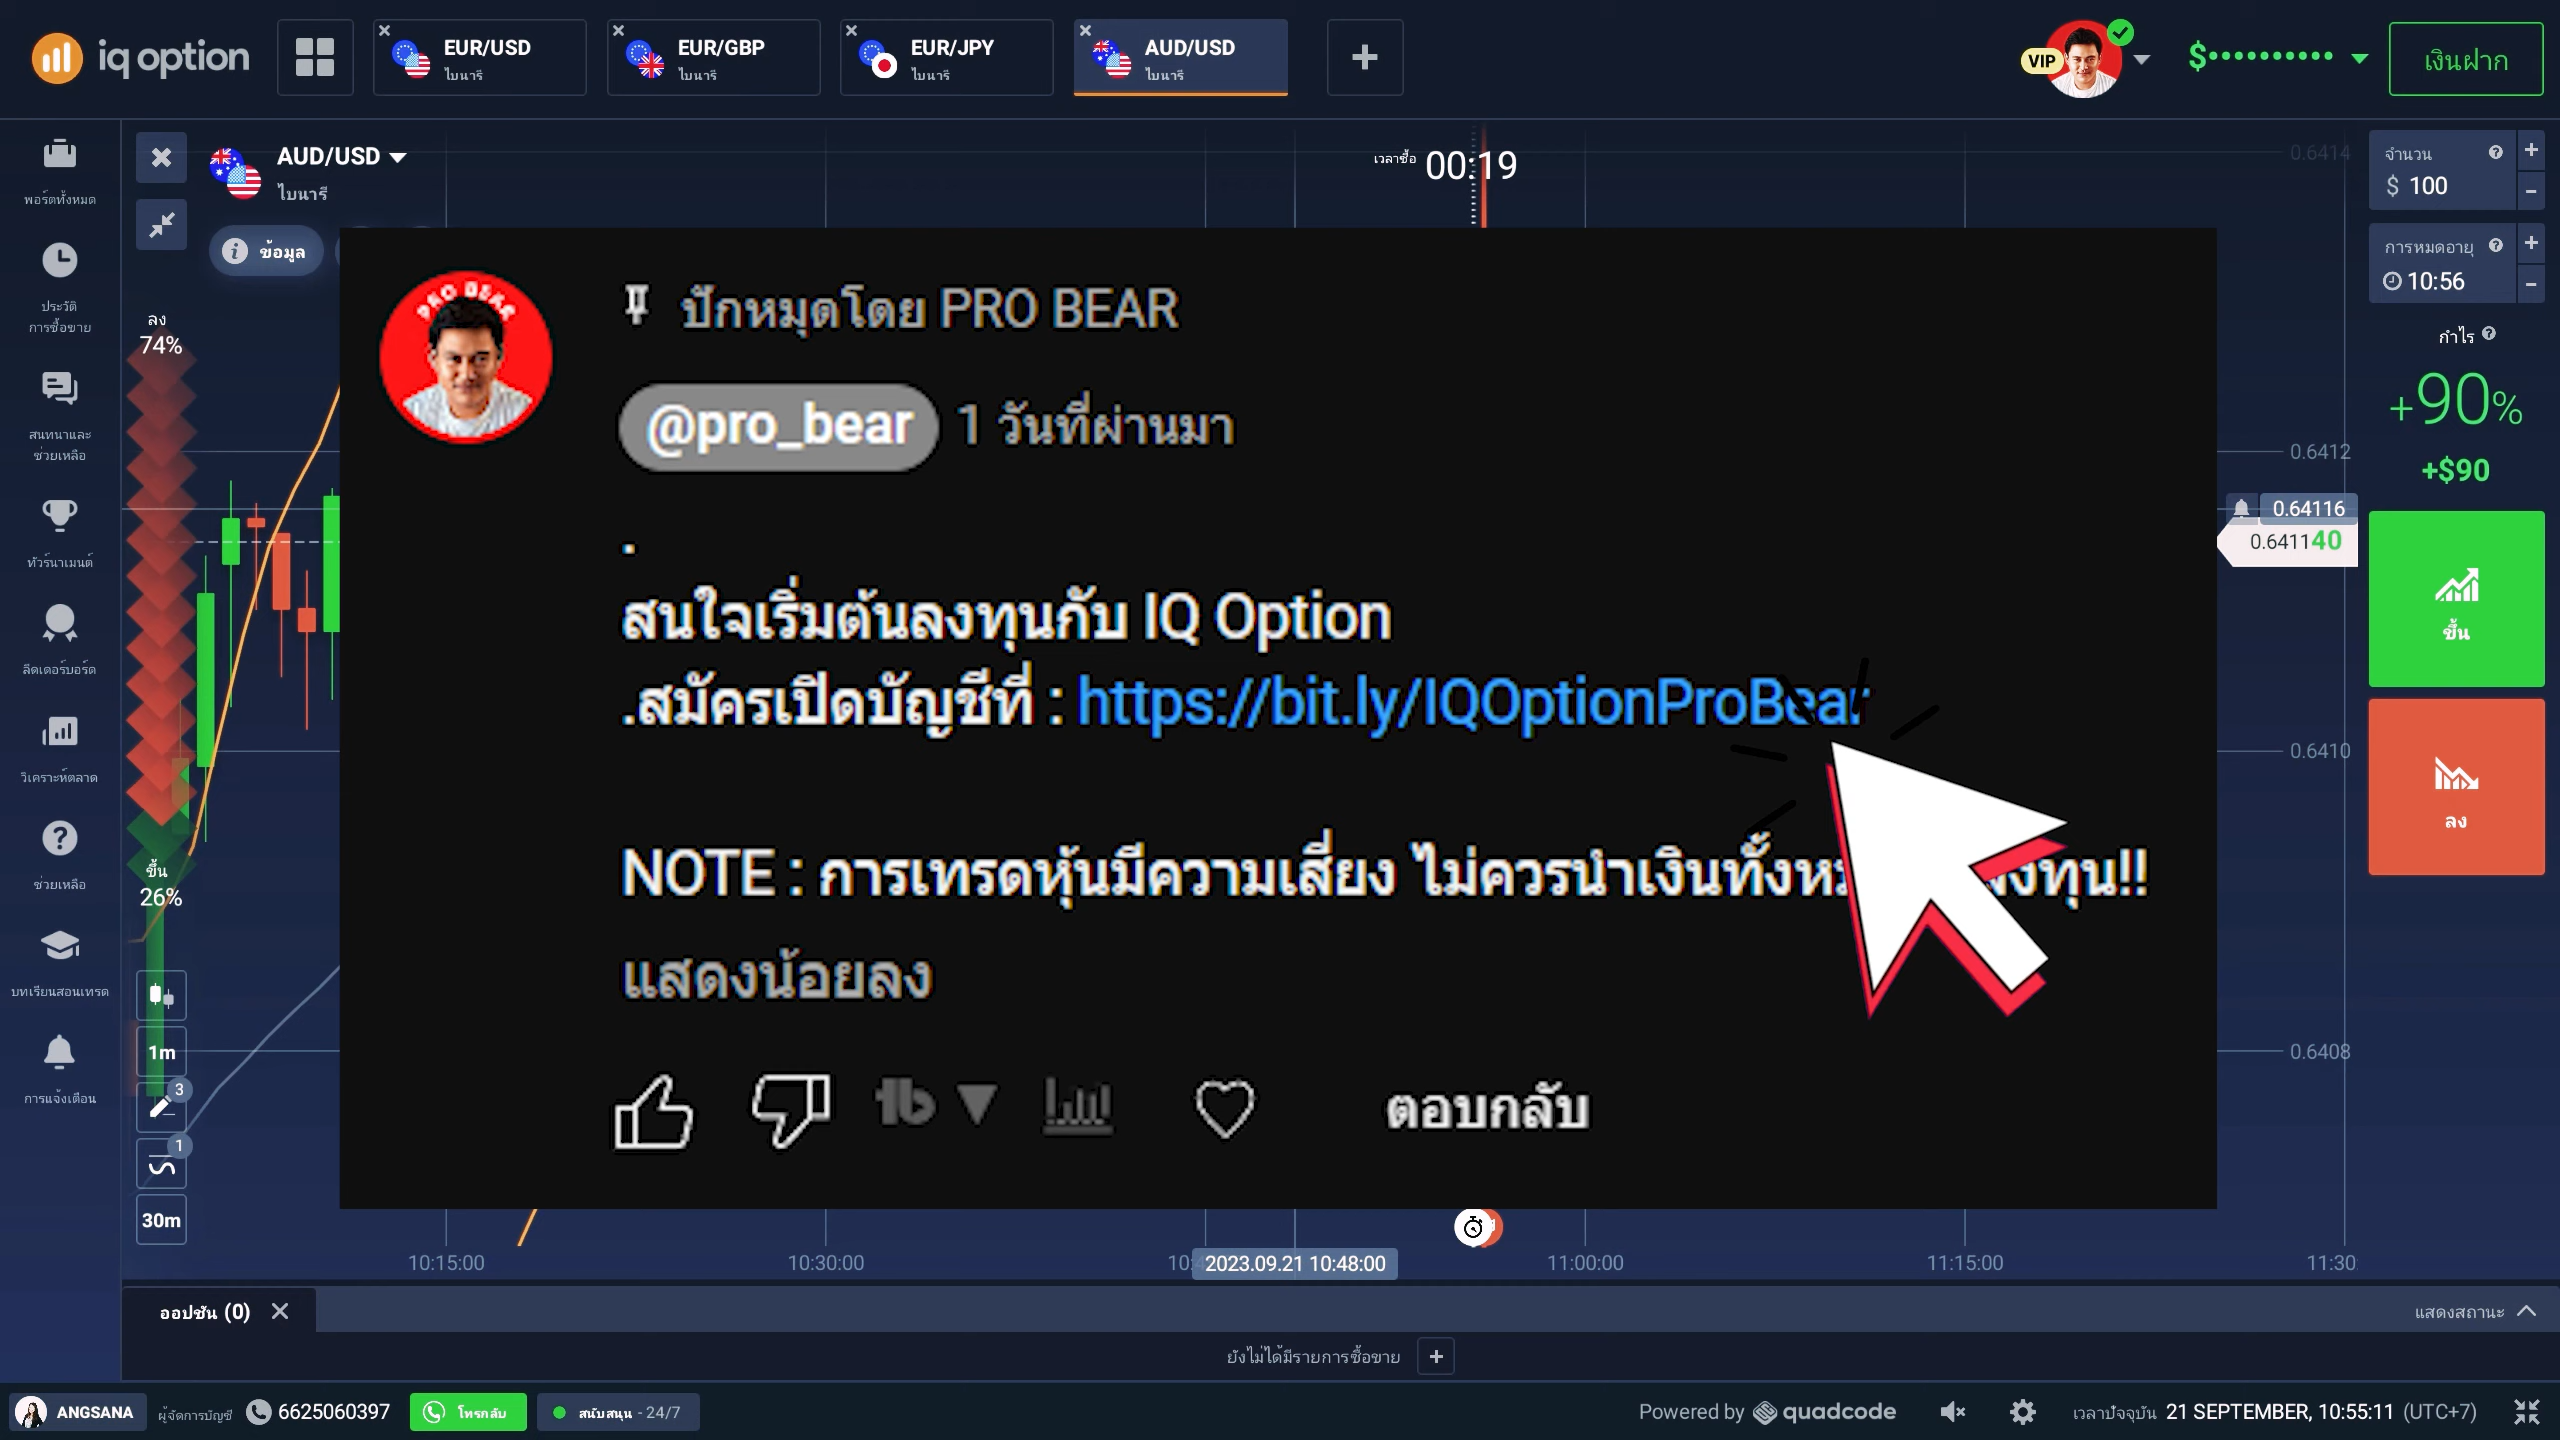 iq option
EUR/USD
ไบนารี
EUR/GBP
ไบนารี
EUR/JPY
ไบนารี
AUD/USD
ไบนารี
VIP
$••••••••••
เงินฝาก
พอร์ตทั้งหมด
ประวัติ
การซื้อขาย
สนทนาและ
ช่วยเหลือ
ทัวร์นาเมนต์
ลีดเดอร์บอร์ด
วิเคราะห์ตลาด
ช่วยเหลือ
บทเรียนสอนเทรด
การแจ้งเตือน
AUD/USD
ไบนารี
ข้อมูล
เวลาซื้อ 00:19
ลง
74%
ขึ้น
26%
1m
3
1
30m
PRO BEAR
ปักหมุดโดย PRO BEAR
@pro_bear 1 วันที่ผ่านมา
.
สนใจเริ่มต้นลงทุนกับ IQ Option
.สมัครเปิดบัญชีที่ : https://bit.ly/IQOptionProBear
NOTE : การเทรดหุ้นมีความเสี่ยง ไม่ควรนำเงิน
แสดงน้อยลง
ตอบกลับ
0.6414
0.6412
0.64116
0.641140
0.6410
0.6408
จำนวน
$ 100
การหมดอายุ
10:56
กำไร
+90%
+$90
ขึ้น
ลง
10:15:00
10:30:00
2023.09.21 10:48:00
11:00:00
11:15:00
11:30
ออปชัน (0)
แสดงสถานะ
ยังไม่ได้มีรายการซื้อขาย
ANGSANA
ผู้จัดการบัญชี
6625060397
โทรกลับ
สนับสนุน - 24/7
Powered by quadcode
เวลาปัจจุบัน 21 SEPTEMBER, 10:55:11 (UTC+7)